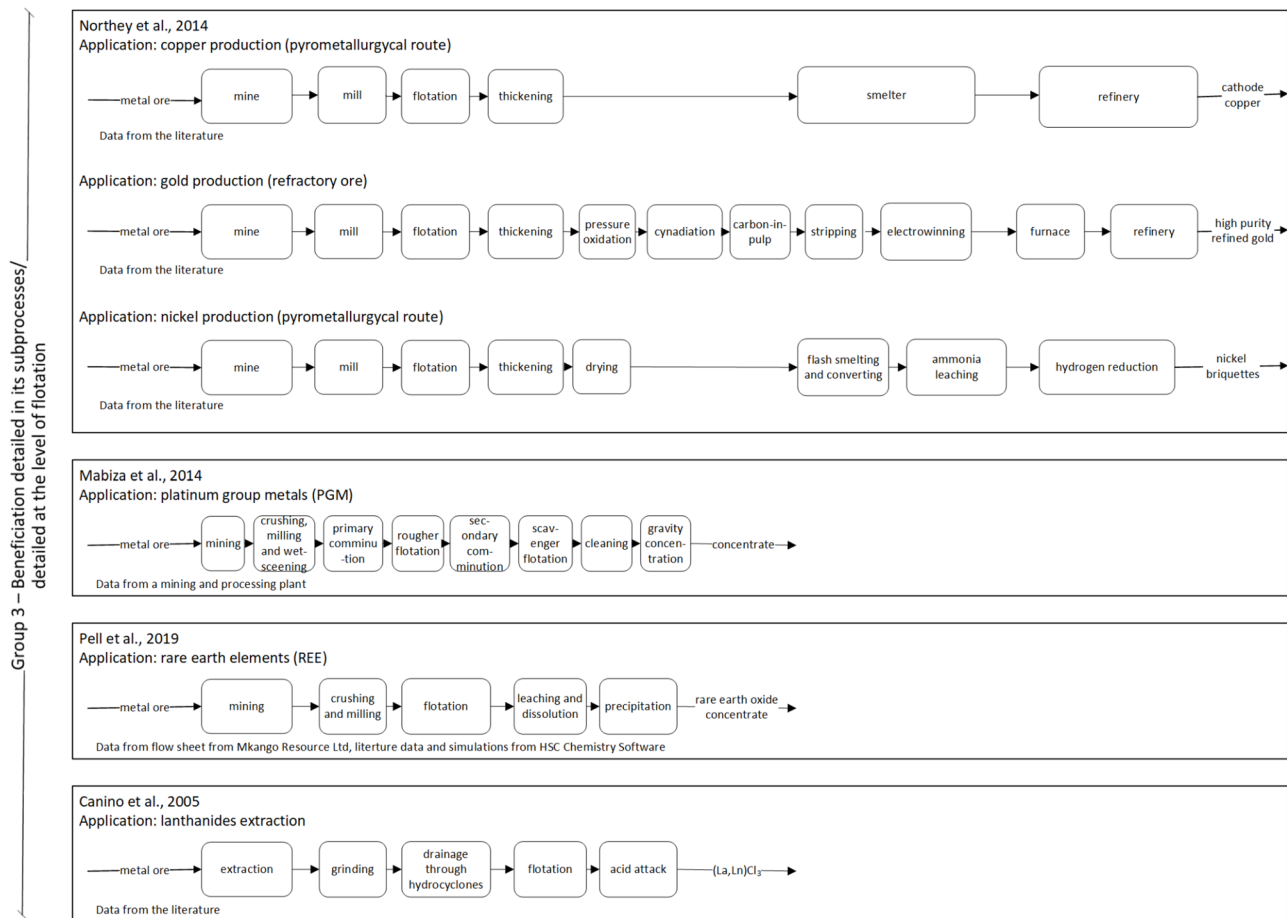 Group 3 – Beneficiation detailed in its subprocesses/
detailed at the level of flotation
Northey et al., 2014
Application: copper production (pyrometallurgycal route)
metal ore
mine
mill
flotation
thickening
smelter
refinery
cathode
copper
Data from the literature
Application: gold production (refractory ore)
metal ore
mine
mill
flotation
thickening
pressure
oxidation
cynadiation
carbon-in-
pulp
stripping
electrowinning
furnace
refinery
high purity
refined gold
Data from the literature
Application: nickel production (pyrometallurgycal route)
metal ore
mine
mill
flotation
thickening
drying
flash smelting
and converting
ammonia
leaching
hydrogen reduction
nickel
briquettes
Data from the literature
Mabiza et al., 2014
Application: platinum group metals (PGM)
metal ore
mining
crushing,
milling
and wet-
sceening
primary
comminu
-tion
rougher
flotation
sec-
ondary
com-
minution
scav-
enger
flotation
cleaning
gravity
concen-
tration
concentrate
Data from a mining and processing plant
Pell et al., 2019
Application: rare earth elements (REE)
metal ore
mining
crushing
and milling
flotation
leaching and
dissolution
precipitation
rare earth oxide
concentrate
Data from flow sheet from Mkango Resource Ltd, literture data and simulations from HSC Chemistry Software
Canino et al., 2005
Application: lanthanides extraction
metal ore
extraction
grinding
drainage
through
hydrocyclones
flotation
acid attack
(La,Ln)Cl₃
Data from the literature